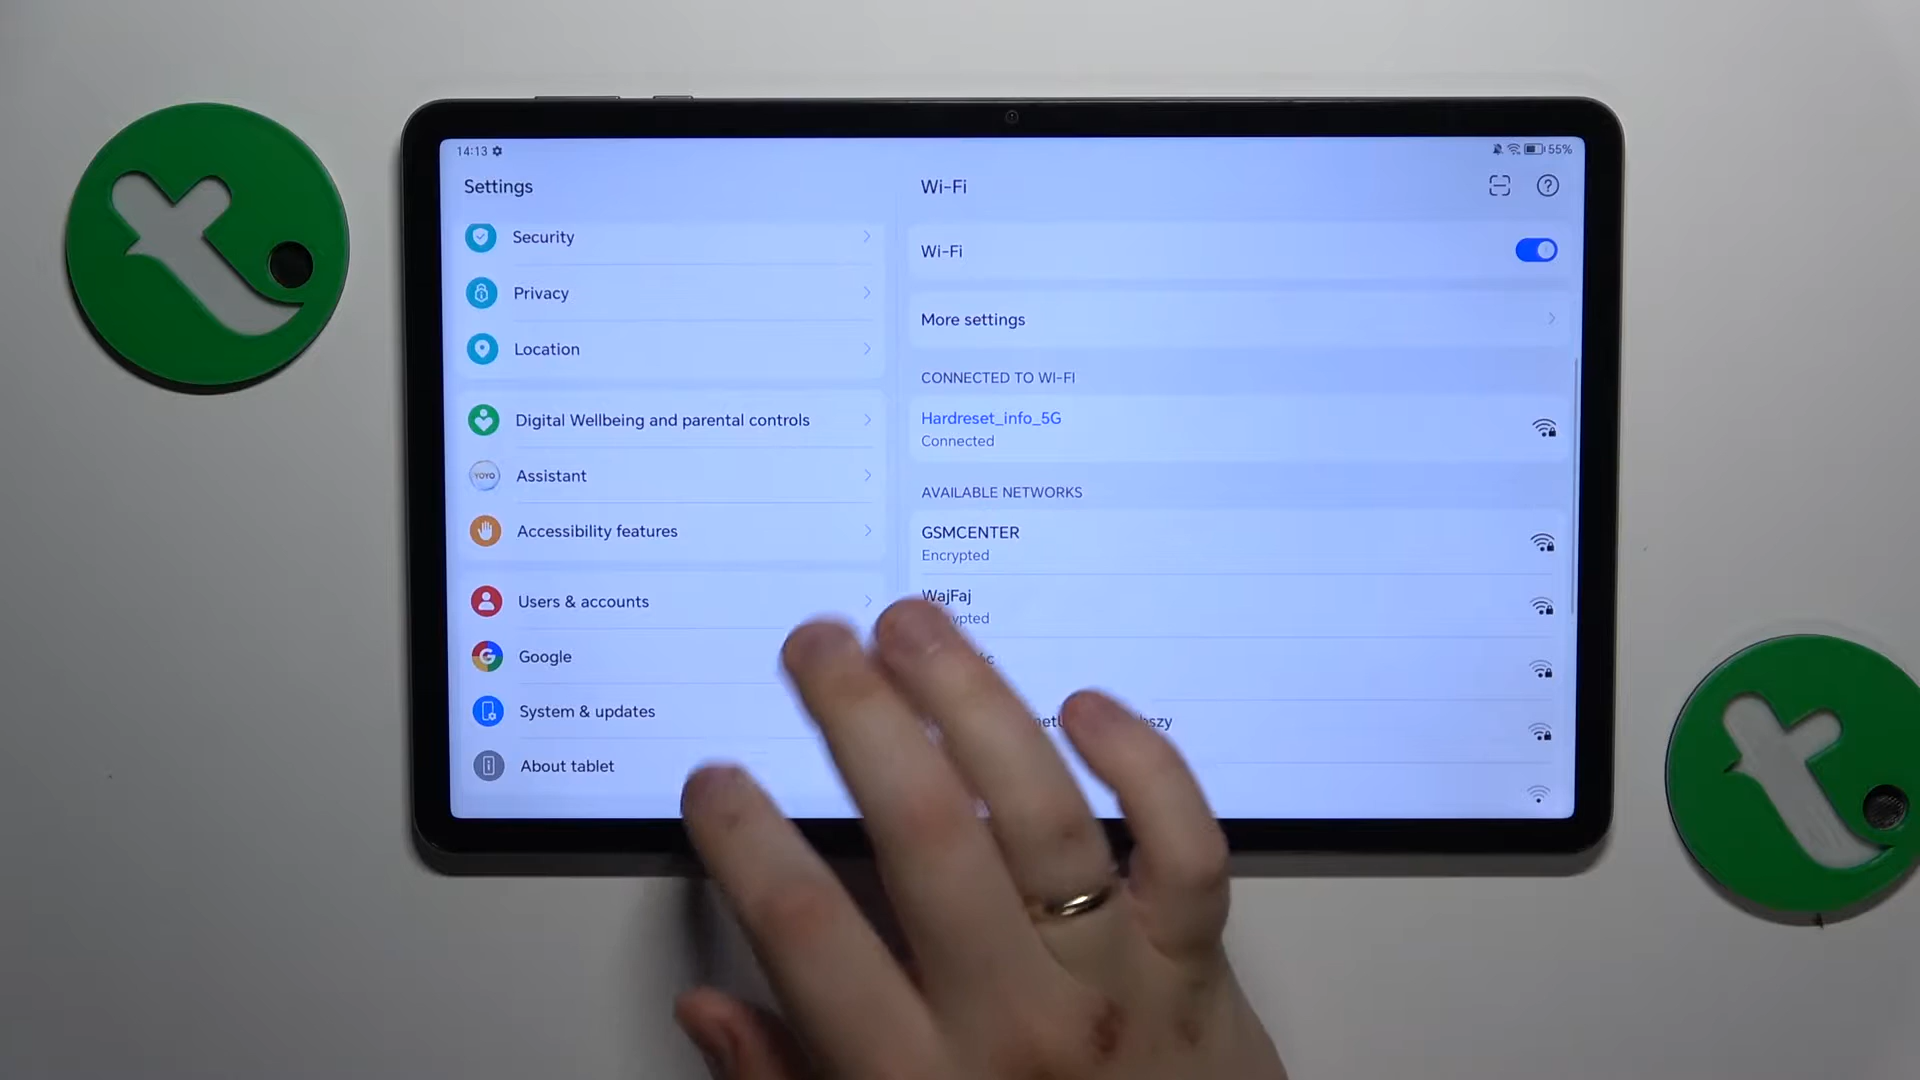 14:13
55%
Settings
Wi-Fi
Security
Privacy
Location
Digital Wellbeing and parental controls
YOYO
Assistant
Accessibility features
Users & accounts
Google
System & updates
About tablet
Wi-Fi
More settings
CONNECTED TO WI-FI
Hardreset_info_5G
Connected
AVAILABLE NETWORKS
GSMCENTER
Encrypted
WajFaj